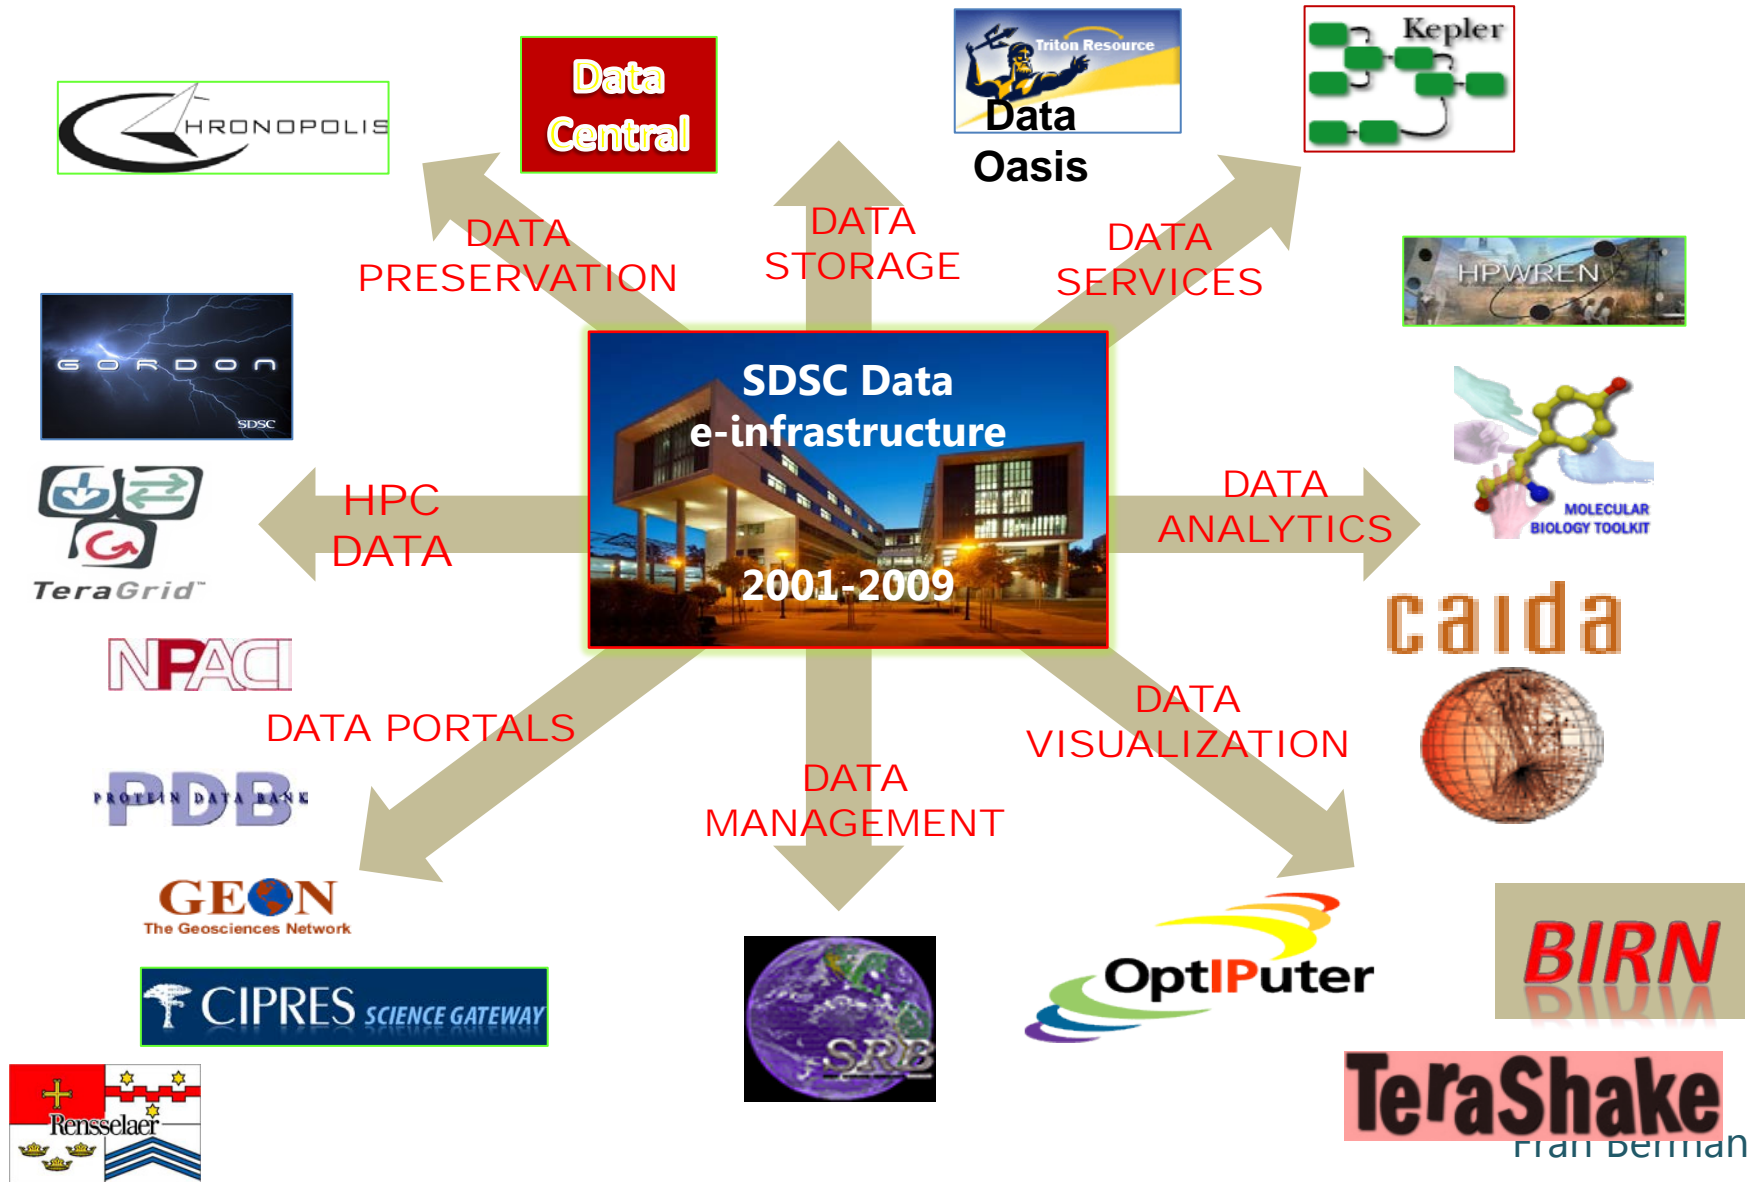 Kepler
Triton Resource
Data
Central
Data
Oasis
CHRONOPOLIS
DATA
PRESERVATION
DATA
STORAGE
DATA
SERVICES
HPWREN
GORDON
SDSC
SDSC Data
e-infrastructure
2001-2009
HPC
DATA
DATA
ANALYTICS
MOLECULAR
BIOLOGY TOOLKIT
TeraGrid™
caida
NPACI
DATA PORTALS
DATA
VISUALIZATION
PDB
PROTEIN DATA BANK
DATA
MANAGEMENT
GEON
The Geosciences Network
OptIPuter
BIRN
CIPRES SCIENCE GATEWAY
SRB
TeraShake
Rensselaer
Fran Berman